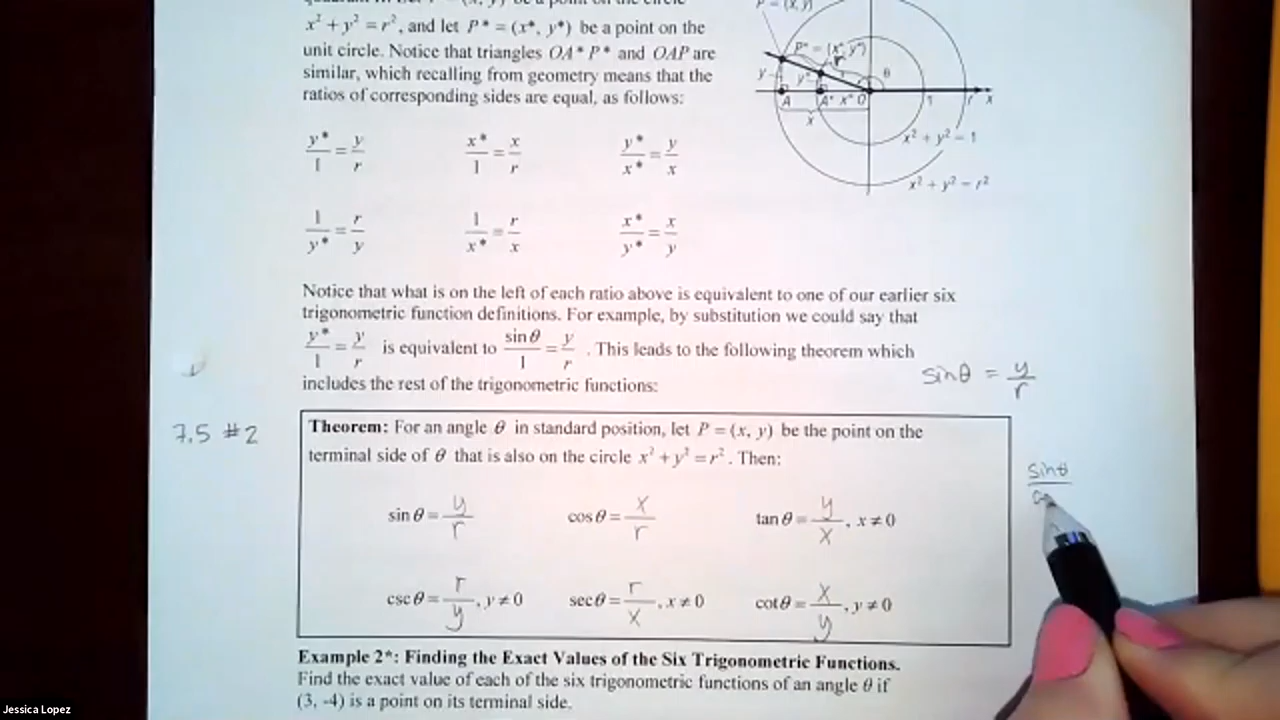 x² + y² = r², and let P* = (x*, y*) be a point on the
unit circle. Notice that triangles OA*P* and OAP are
similar, which recalling from geometry means that the
ratios of corresponding sides are equal, as follows:
P = (x, y)
P* = (x*, y*)
r
y
y*
θ
A
A*
x*
O
1
r
x
x
x² + y² = 1
x² + y² = r²
y*/1 = y/r
x*/1 = x/r
y*/x* = y/x
1/y* = r/y
1/x* = r/x
x*/y* = x/y
Notice that what is on the left of each ratio above is equivalent to one of our earlier six
trigonometric function definitions. For example, by substitution we could say that
y*/1 = y/r is equivalent to sinθ/1 = y/r . This leads to the following theorem which
includes the rest of the trigonometric functions:
sinθ = y/r
7.5 #2
Theorem: For an angle θ in standard position, let P = (x, y) be the point on the
terminal side of θ that is also on the circle x² + y² = r². Then:
sinθ = y/r
cosθ = x/r
tanθ = y/x, x ≠ 0
sinθ
cscθ = r/y, y ≠ 0
secθ = r/x, x ≠ 0
cotθ = x/y, y ≠ 0
Example 2*: Finding the Exact Values of the Six Trigonometric Functions.
Find the exact value of each of the six trigonometric functions of an angle θ if
(3, -4) is a point on its terminal side.
Jessica Lopez